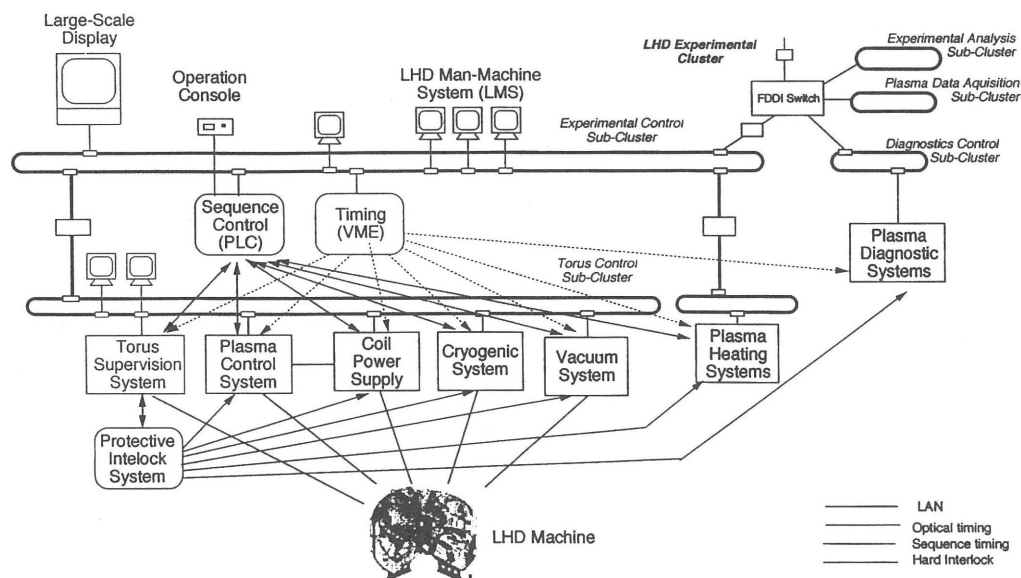 Large-Scale
Display
Operation
Console
LHD Man-Machine
System (LMS)
LHD Experimental
Cluster
Experimental Analysis
Sub-Cluster
FDDI Switch
Plasma Data Aquisition
Sub-Cluster
Experimental Control
Sub-Cluster
Diagnostics Control
Sub-Cluster
Sequence
Control
(PLC)
Timing
(VME)
Plasma
Diagnostic
Systems
Torus Control
Sub-Cluster
Torus
Supervision
System
Plasma
Control
System
Coil
Power
Supply
Cryogenic
System
Vacuum
System
Plasma
Heating
Systems
Protective
Intelock
System
LHD Machine
LAN
Optical timing
Sequence timing
Hard Interlock